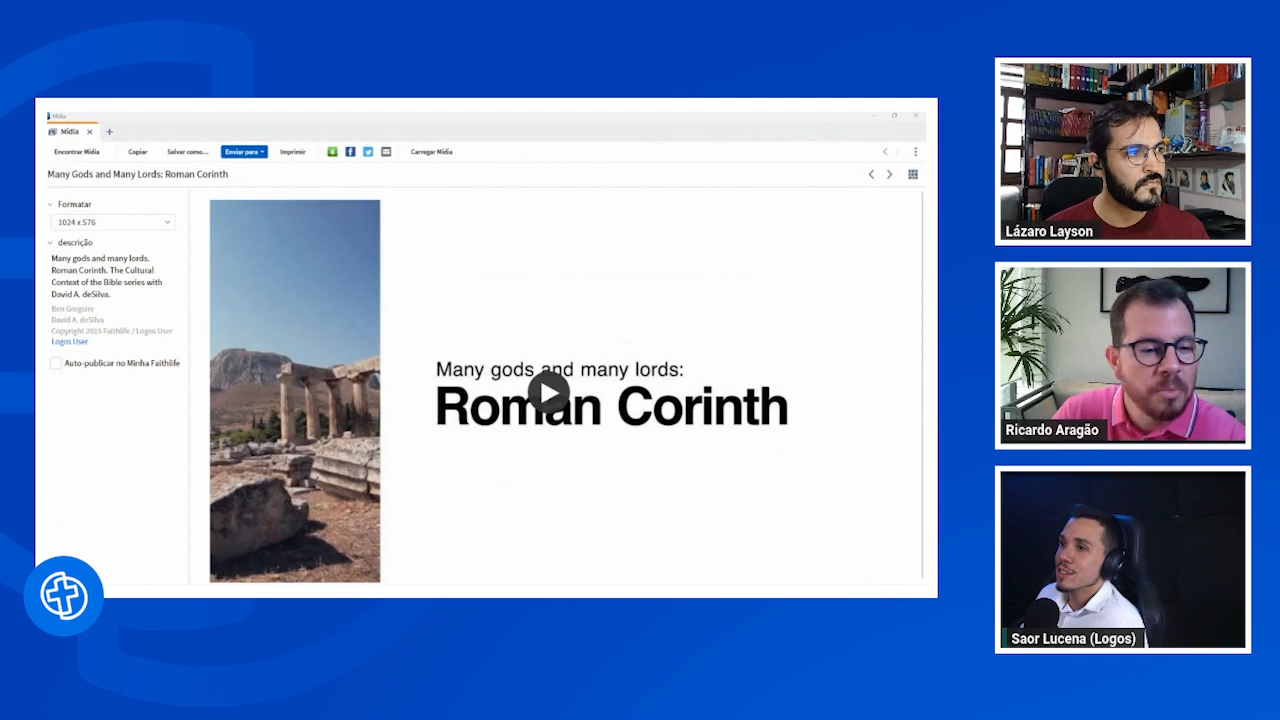 Mídia
Mídia
Encontrar Mídia Copiar Salvar como... Enviar para Imprimir Carregar Mídia
Many Gods and Many Lords: Roman Corinth
Formatar
1024 x 576
descrição
Many gods and many lords.
Roman Corinth. The Cultural
Context of the Bible series with
David A. deSilva.
Ben Gregoire
David A. deSilva
Copyright 2015 Faithlife / Logos User
Logos User
Auto-publicar no Minha Faithlife
Many gods and many lords:
Roman Corinth
Lázaro Layson
Ricardo Aragão
Saor Lucena (Logos)